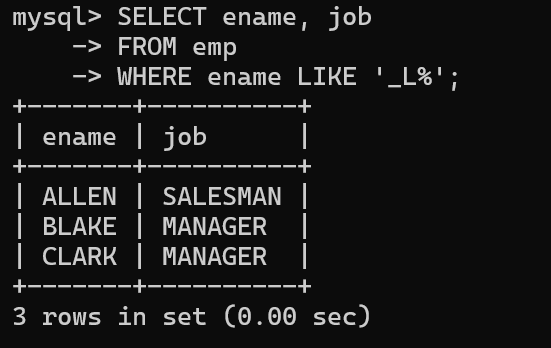 mysql> SELECT ename, job
    -> FROM emp
    -> WHERE ename LIKE '_L%';
+-------+----------+
| ename | job      |
+-------+----------+
| ALLEN | SALESMAN |
| BLAKE | MANAGER  |
| CLARK | MANAGER  |
+-------+----------+
3 rows in set (0.00 sec)